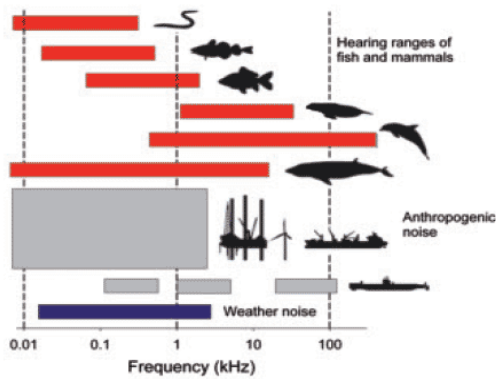 Hearing ranges of
fish and mammals
Anthropogenic
noise
Weather noise
0.01 0.1 1 10 100
Frequency (kHz)